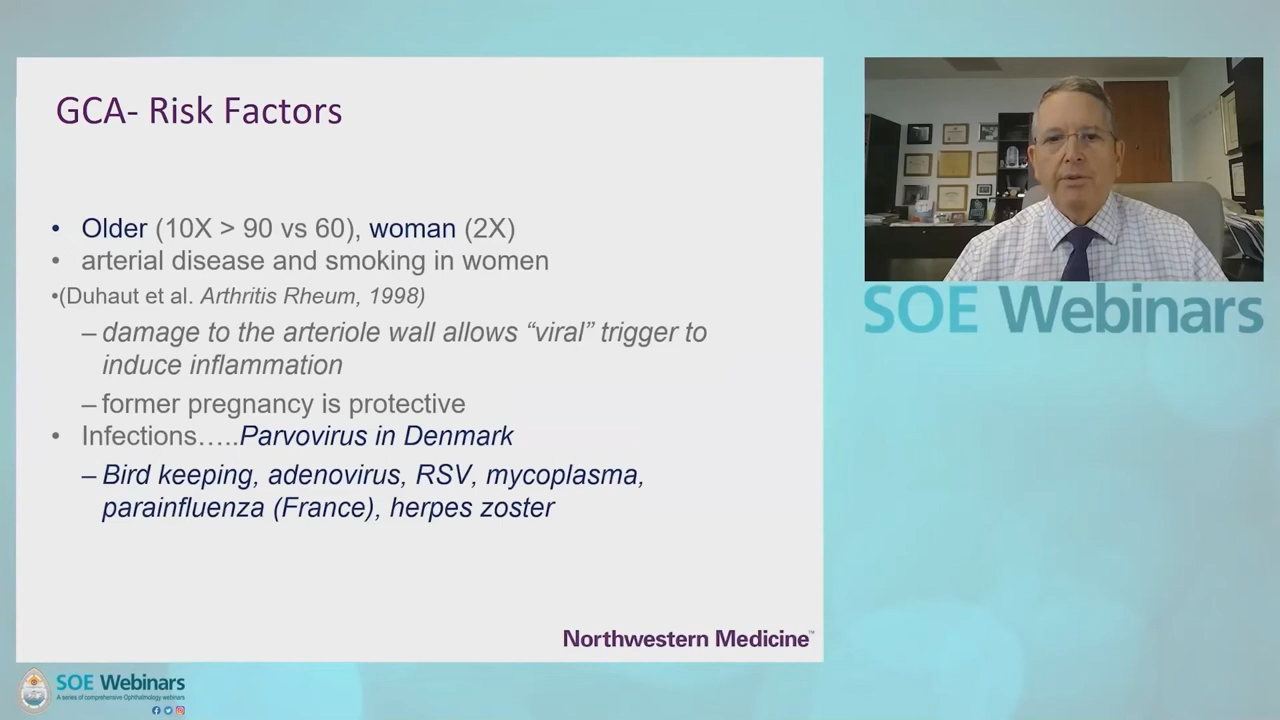 GCA- Risk Factors
• Older (10X > 90 vs 60), woman (2X)
• arterial disease and smoking in women
•(Duhaut et al. Arthritis Rheum, 1998)
– damage to the arteriole wall allows “viral” trigger to
induce inflammation
– former pregnancy is protective
• Infections…..Parvovirus in Denmark
– Bird keeping, adenovirus, RSV, mycoplasma,
parainfluenza (France), herpes zoster
Northwestern Medicine™
SOE Webinars
SOE Webinars
A series of comprehensive Ophthalmology webinars